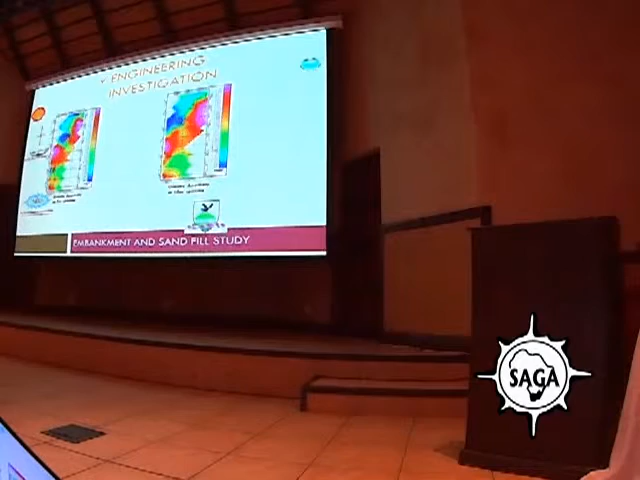 ✓ ENGINEERING
INVESTIGATION
EMBANKMENT AND SAND FILL STUDY
SAGA